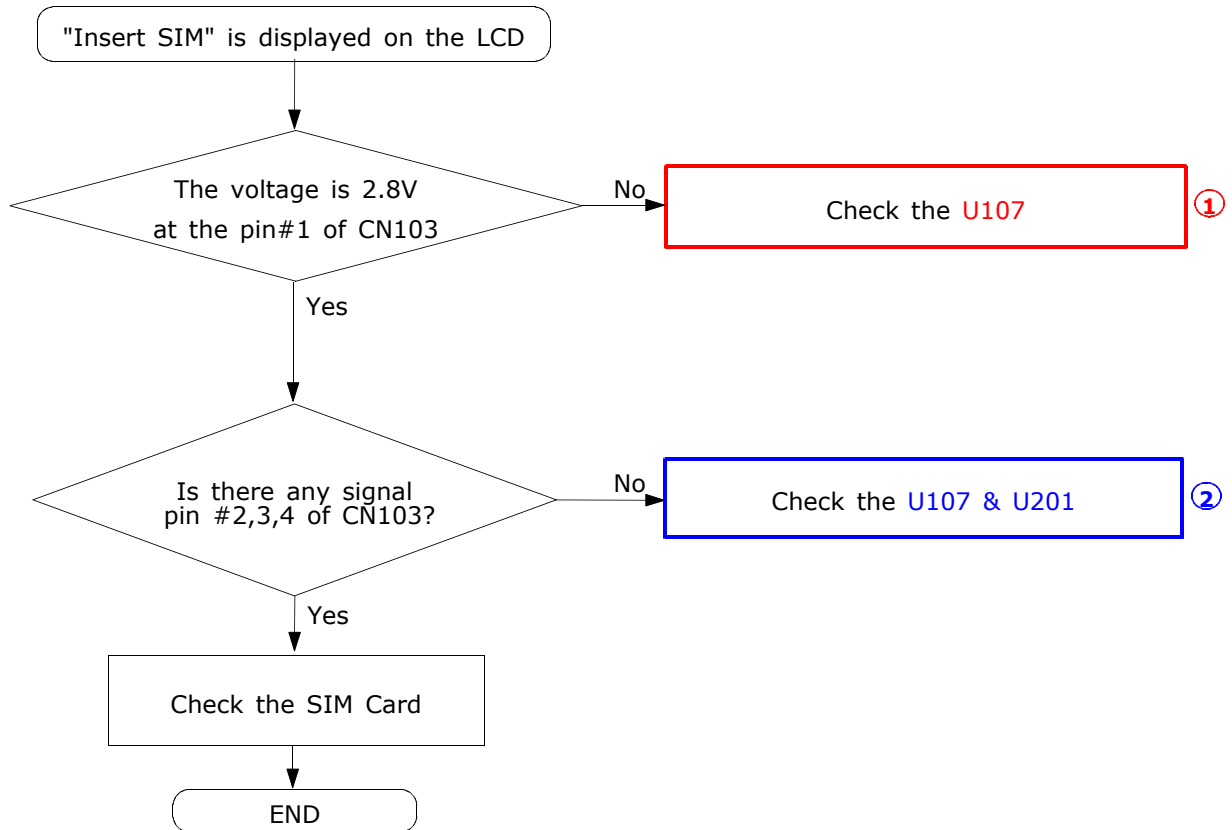 "Insert SIM" is displayed on the LCD
The voltage is 2.8V
at the pin#1 of CN103
No
Check the U107
①
Yes
Is there any signal
pin #2,3,4 of CN103?
No
Check the U107 & U201
②
Yes
Check the SIM Card
END